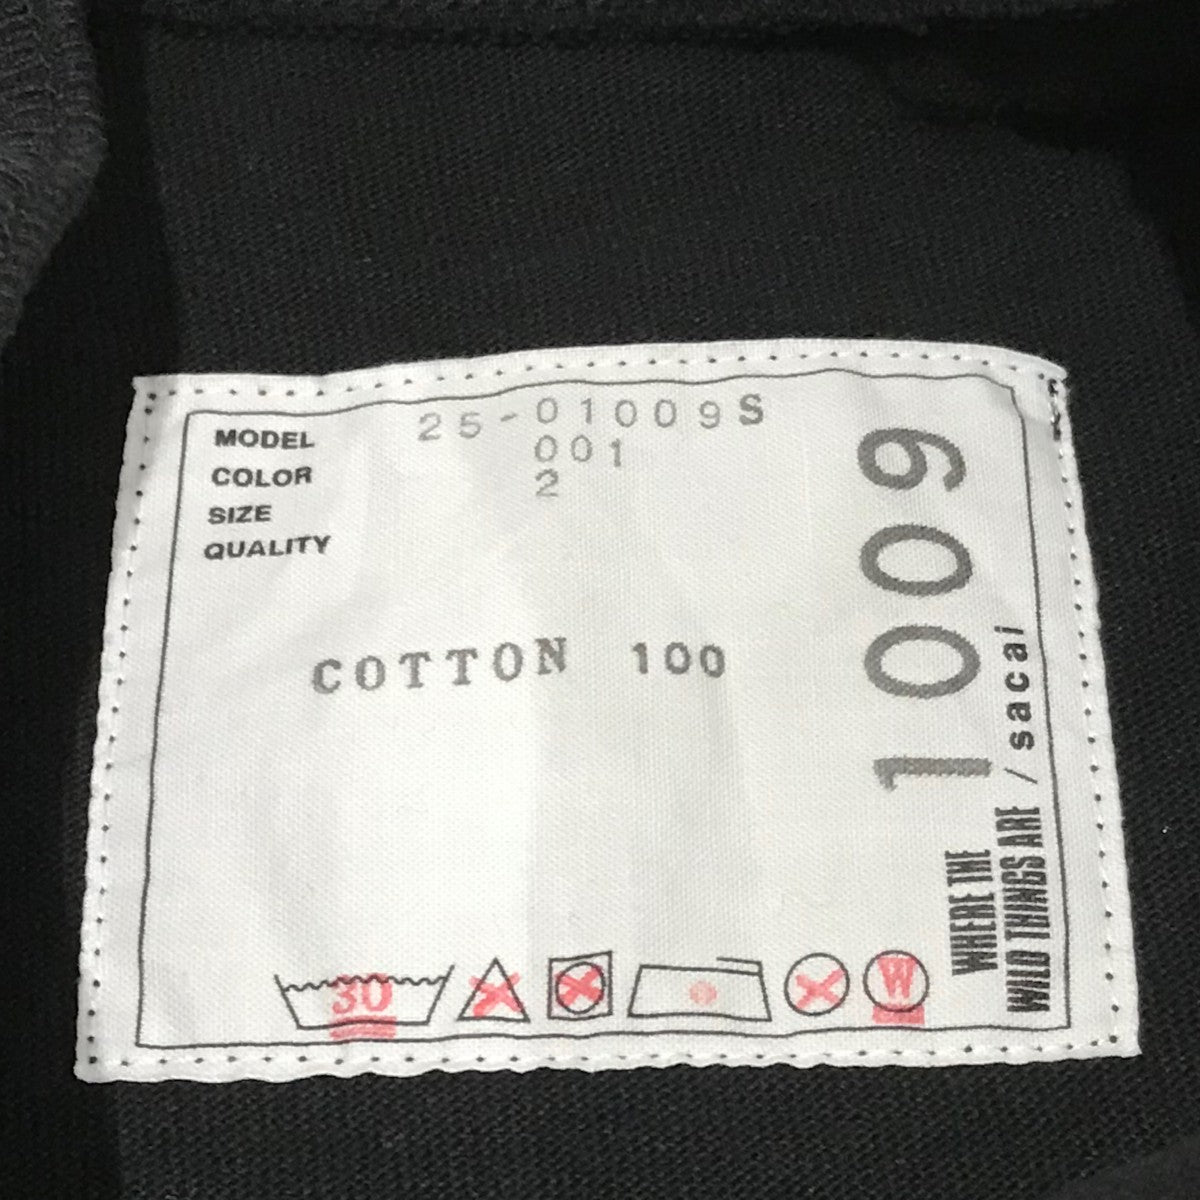 MODEL 25-01009S
COLOR 001
SIZE 2
QUALITY
COTTON 100
1009
WHERE THE
WILD THINGS ARE / sacai
30
W